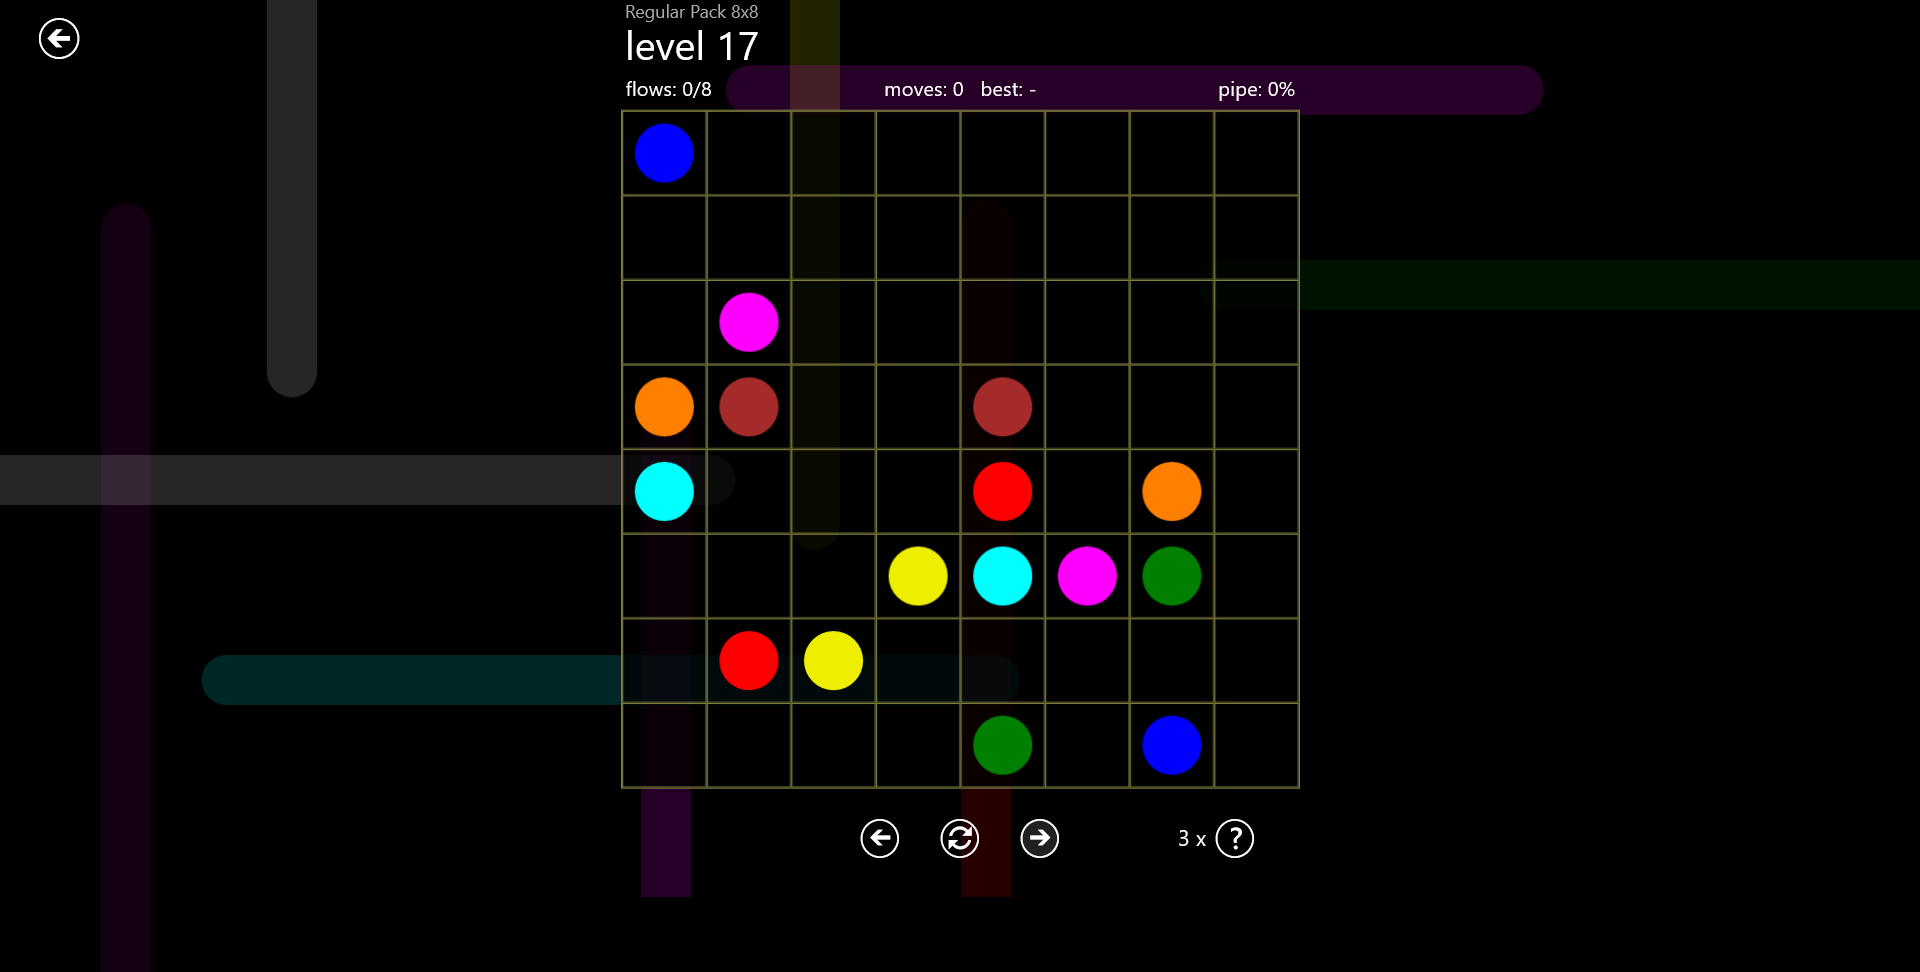 Regular Pack 8x8
level 17
flows: 0/8 moves: 0 best: - pipe: 0%
3 x ?